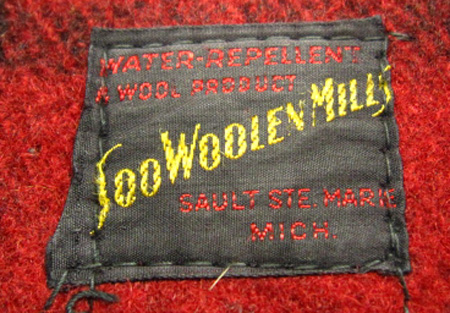 WATER-REPELLENT
A WOOL PRODUCT
SOO WOOLEN MILLS
SAULT STE. MARIE
MICH.